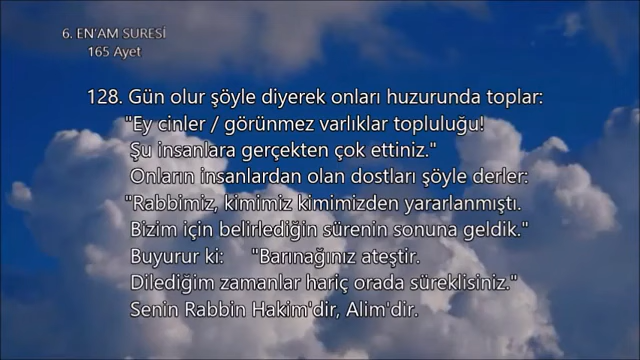 6. EN'AM SURESİ
165 Ayet
128. Gün olur şöyle diyerek onları huzurunda toplar:
"Ey cinler / görünmez varlıklar topluluğu!
Şu insanlara gerçekten çok ettiniz."
Onların insanlardan olan dostları şöyle derler:
"Rabbimiz, kimimiz kimimizden yararlanmıştı.
Bizim için belirlediğin sürenin sonuna geldik."
Buyurur ki: "Barınağınız ateştir.
Dilediğim zamanlar hariç orada süreklisiniz."
Senin Rabbin Hakim'dir, Alim'dir.